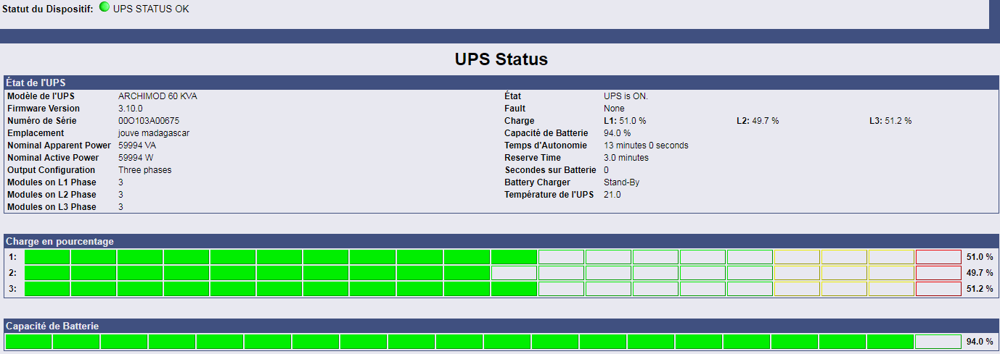 Statut du Dispositif: UPS STATUS OK
UPS Status
État de l'UPS
Modèle de l'UPS ARCHIMOD 60 KVA
Firmware Version 3.10.0
Numéro de Série 00O103A00675
Emplacement jouve madagascar
Nominal Apparent Power 59994 VA
Nominal Active Power 59994 W
Output Configuration Three phases
Modules on L1 Phase 3
Modules on L2 Phase 3
Modules on L3 Phase 3
État UPS is ON.
Fault None
Charge L1: 51.0 % L2: 49.7 % L3: 51.2 %
Capacité de Batterie 94.0 %
Temps d'Autonomie 13 minutes 0 seconds
Reserve Time 3.0 minutes
Secondes sur Batterie 0
Battery Charger Stand-By
Température de l'UPS 21.0
Charge en pourcentage
1: 51.0 %
2: 49.7 %
3: 51.2 %
Capacité de Batterie
94.0 %